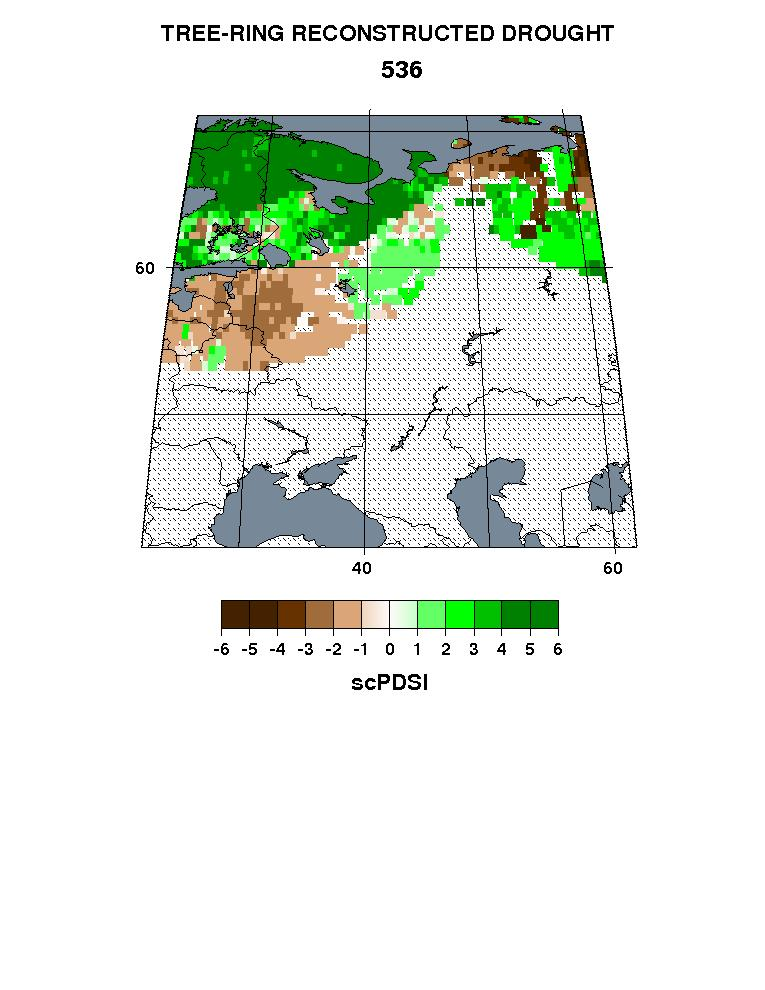 TREE-RING RECONSTRUCTED DROUGHT
536
60
40 60
-6 -5 -4 -3 -2 -1 0 1 2 3 4 5 6
scPDSI